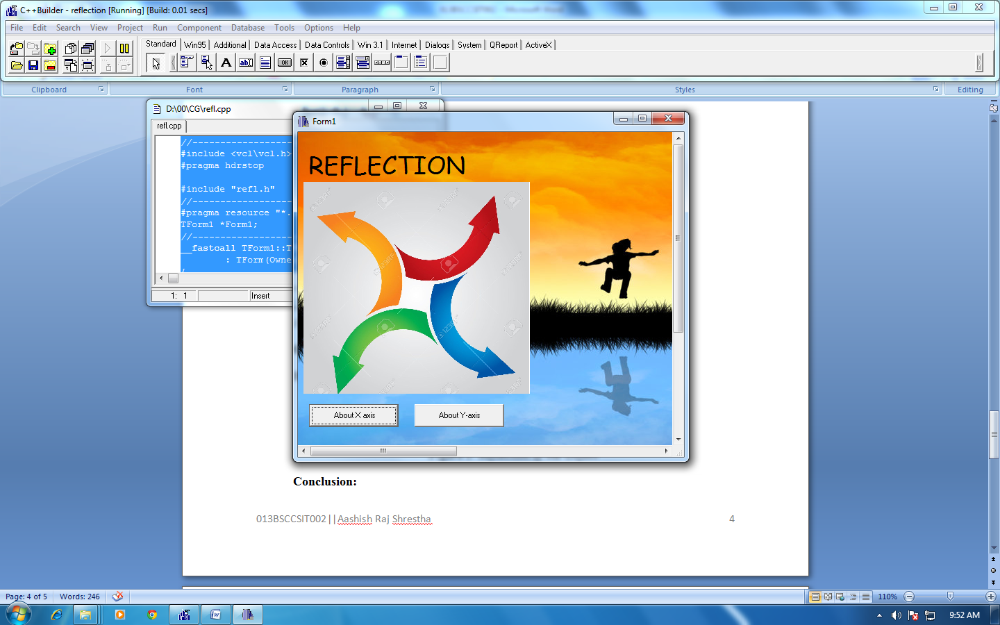 C++Builder - reflection [Running] [Build: 0.01 secs]
File Edit Search View Project Run Component Database Tools Options Help
Standard Win95 Additional Data Access Data Controls Win 3.1 Internet Dialogs System QReport ActiveX
A ab OK
Clipboard Font Paragraph Styles Editing
D:\00\CG\refl.cpp
refl.cpp
//------------------
#include <vcl\vcl.h>
#pragma hdrstop
#include "refl.h"
//------------------
#pragma resource "*.
TForm1 *Form1;
//------------------
__fastcall TForm1::T
: TForm(Owne
{
1: 1 Insert
Form1
REFLECTION
About X axis About Y-axis
Conclusion:
013BSCCSIT002||Aashish Raj Shrestha 4
Page: 4 of 5 Words: 246 110%
9:52 AM